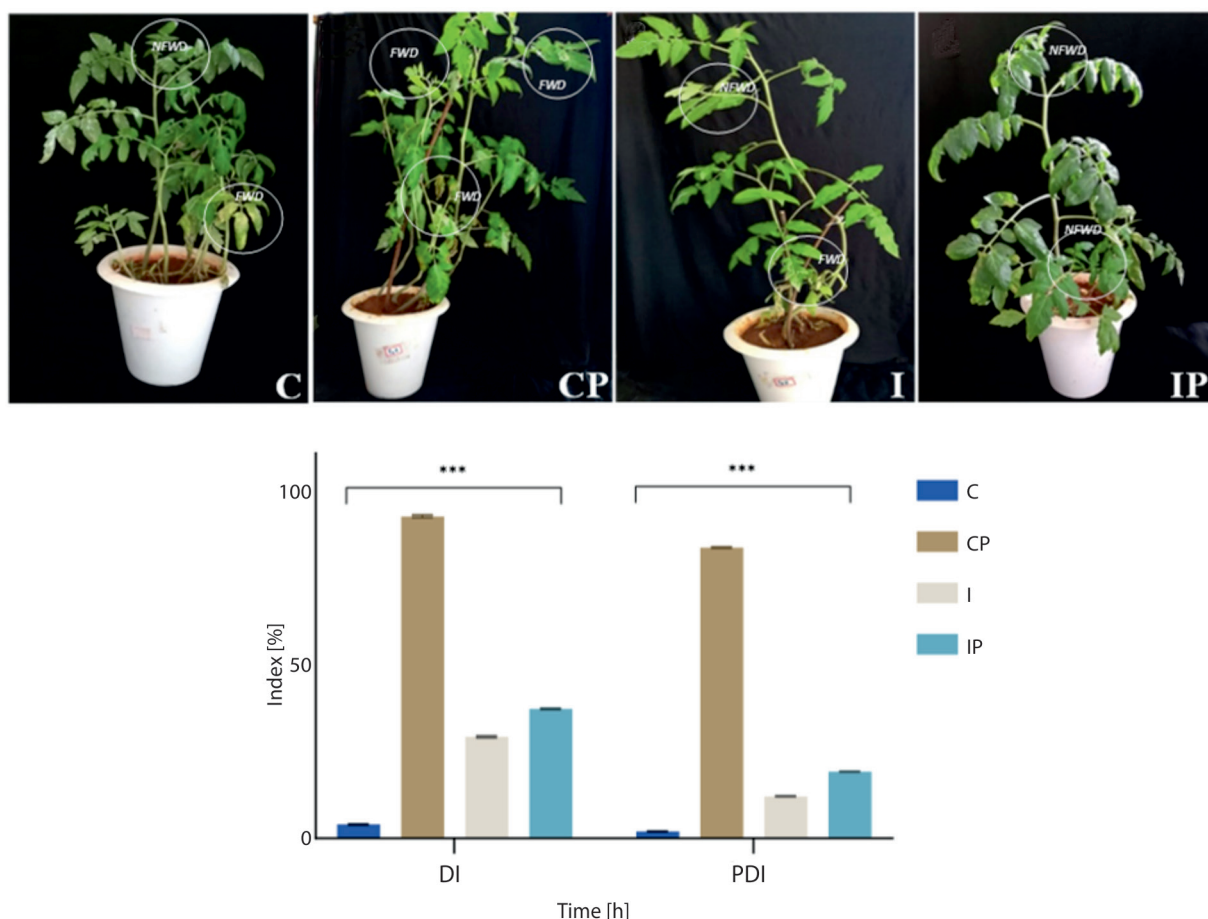 NFWD
FWD
C
FWD
FWD
FWD
CP
NFWD
FWD
I
NFWD
NFWD
IP
***
***
100
50
0
Index [%]
DI
PDI
Time [h]
C
CP
I
IP